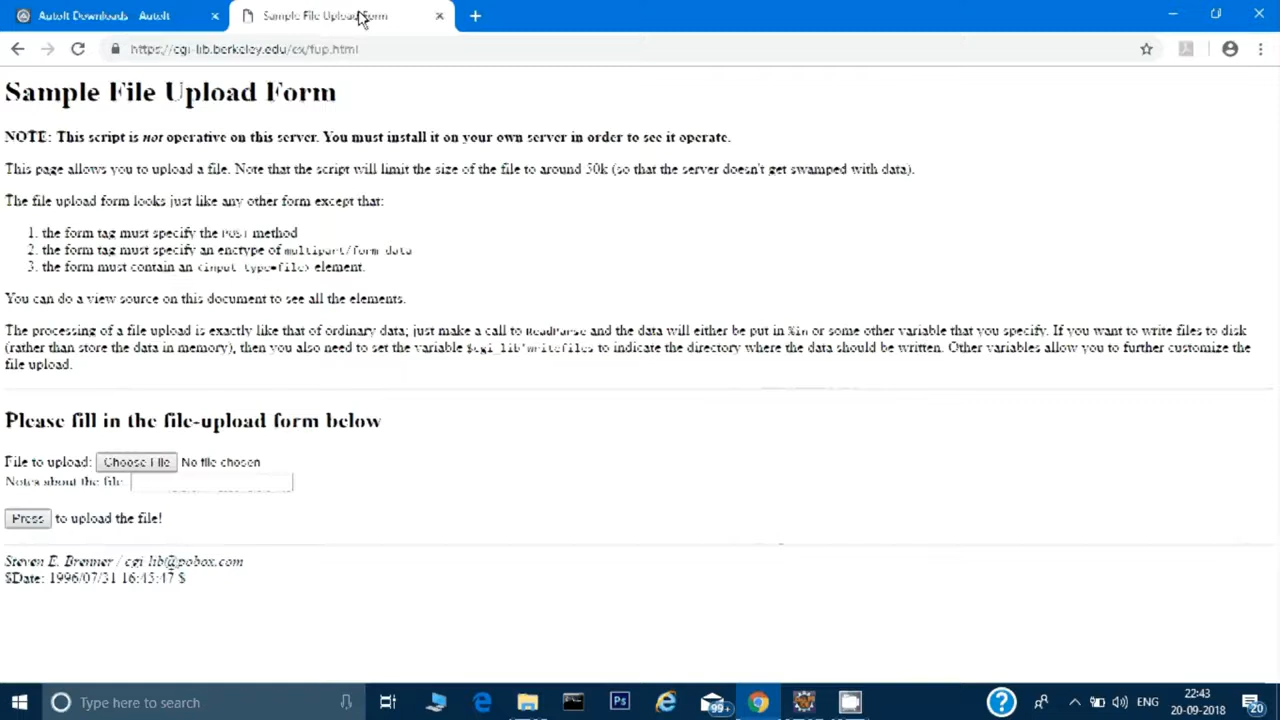 AutoIt Downloads - AutoIt
Sample File Upload Form
https://cgi-lib.berkeley.edu/ex/fup.html
Sample File Upload Form
NOTE: This script is not operative on this server. You must install it on your own server in order to see it operate.
This page allows you to upload a file. Note that the script will limit the size of the file to around 50k (so that the server doesn't get swamped with data).
The file upload form looks just like any other form except that:
1. the form tag must specify the POST method
2. the form tag must specify an enctype of multipart/form-data
3. the form must contain an <input type=file> element.
You can do a view source on this document to see all the elements.
The processing of a file upload is exactly like that of ordinary data; just make a call to ReadParse and the data will either be put in %in or some other variable that you specify. If you want to write files to disk
(rather than store the data in memory), then you also need to set the variable $cgi_lib'writefiles to indicate the directory where the data should be written. Other variables allow you to further customize the
file upload.
Please fill in the file-upload form below
File to upload: Choose File No file chosen
Notes about the file:
Press to upload the file!
Steven E. Brenner / cgi-lib@pobox.com
$Date: 1996/07/31 16:45:47 $
Type here to search
Ps
99+
ENG
22:43
20-09-2018
20